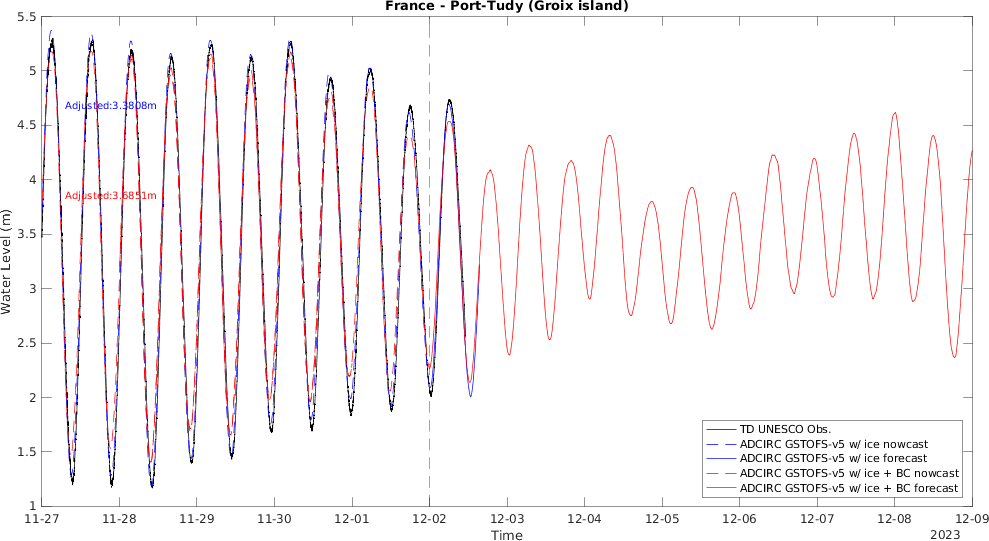 France - Port-Tudy (Groix island)
5.5
5
4.5
4
3.5
3
2.5
2
1.5
1
Water Level (m)
Adjusted:3.3808m
Adjusted:3.6851m
TD UNESCO Obs.
ADCIRC GSTOFS-v5 w/ ice nowcast
ADCIRC GSTOFS-v5 w/ ice forecast
ADCIRC GSTOFS-v5 w/ ice + BC nowcast
ADCIRC GSTOFS-v5 w/ ice + BC forecast
11-27 11-28 11-29 11-30 12-01 12-02 12-03 12-04 12-05 12-06 12-07 12-08 12-09
Time
2023